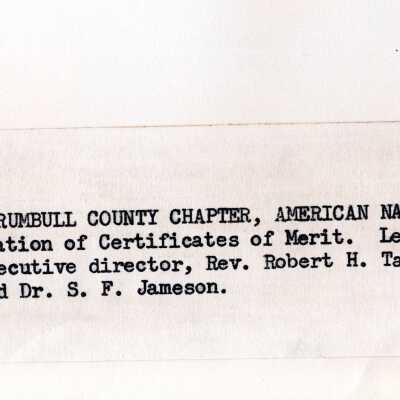 RUMBULL COUNTY CHAPTER, AMERICAN NA
ation of Certificates of Merit. Le
ecutive director, Rev. Robert H. Ta
d Dr. S. F. Jameson.